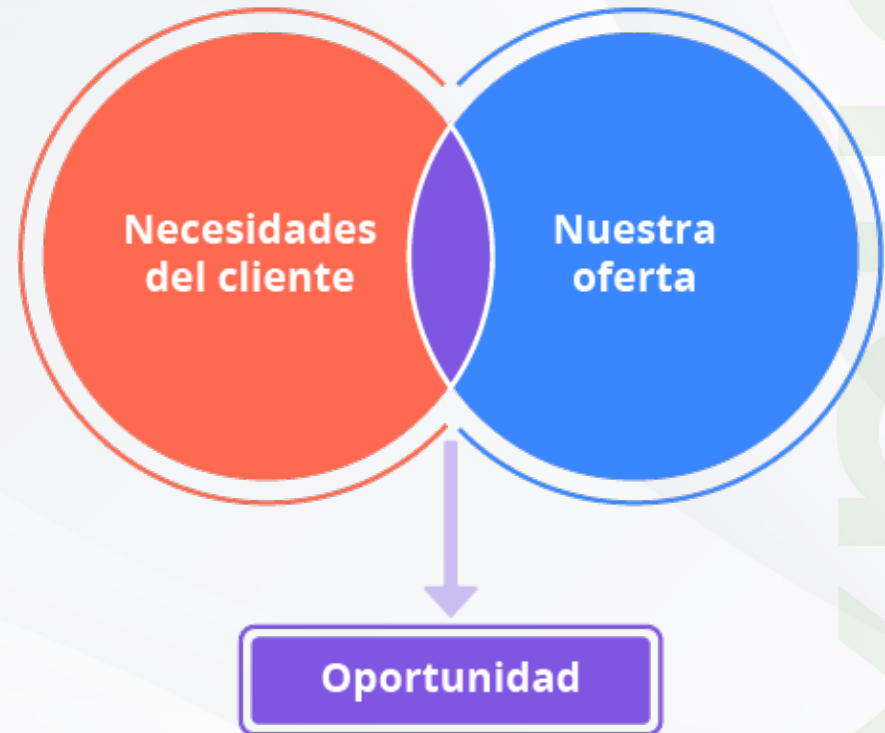 Necesidades
del cliente
Nuestra
oferta
Oportunidad